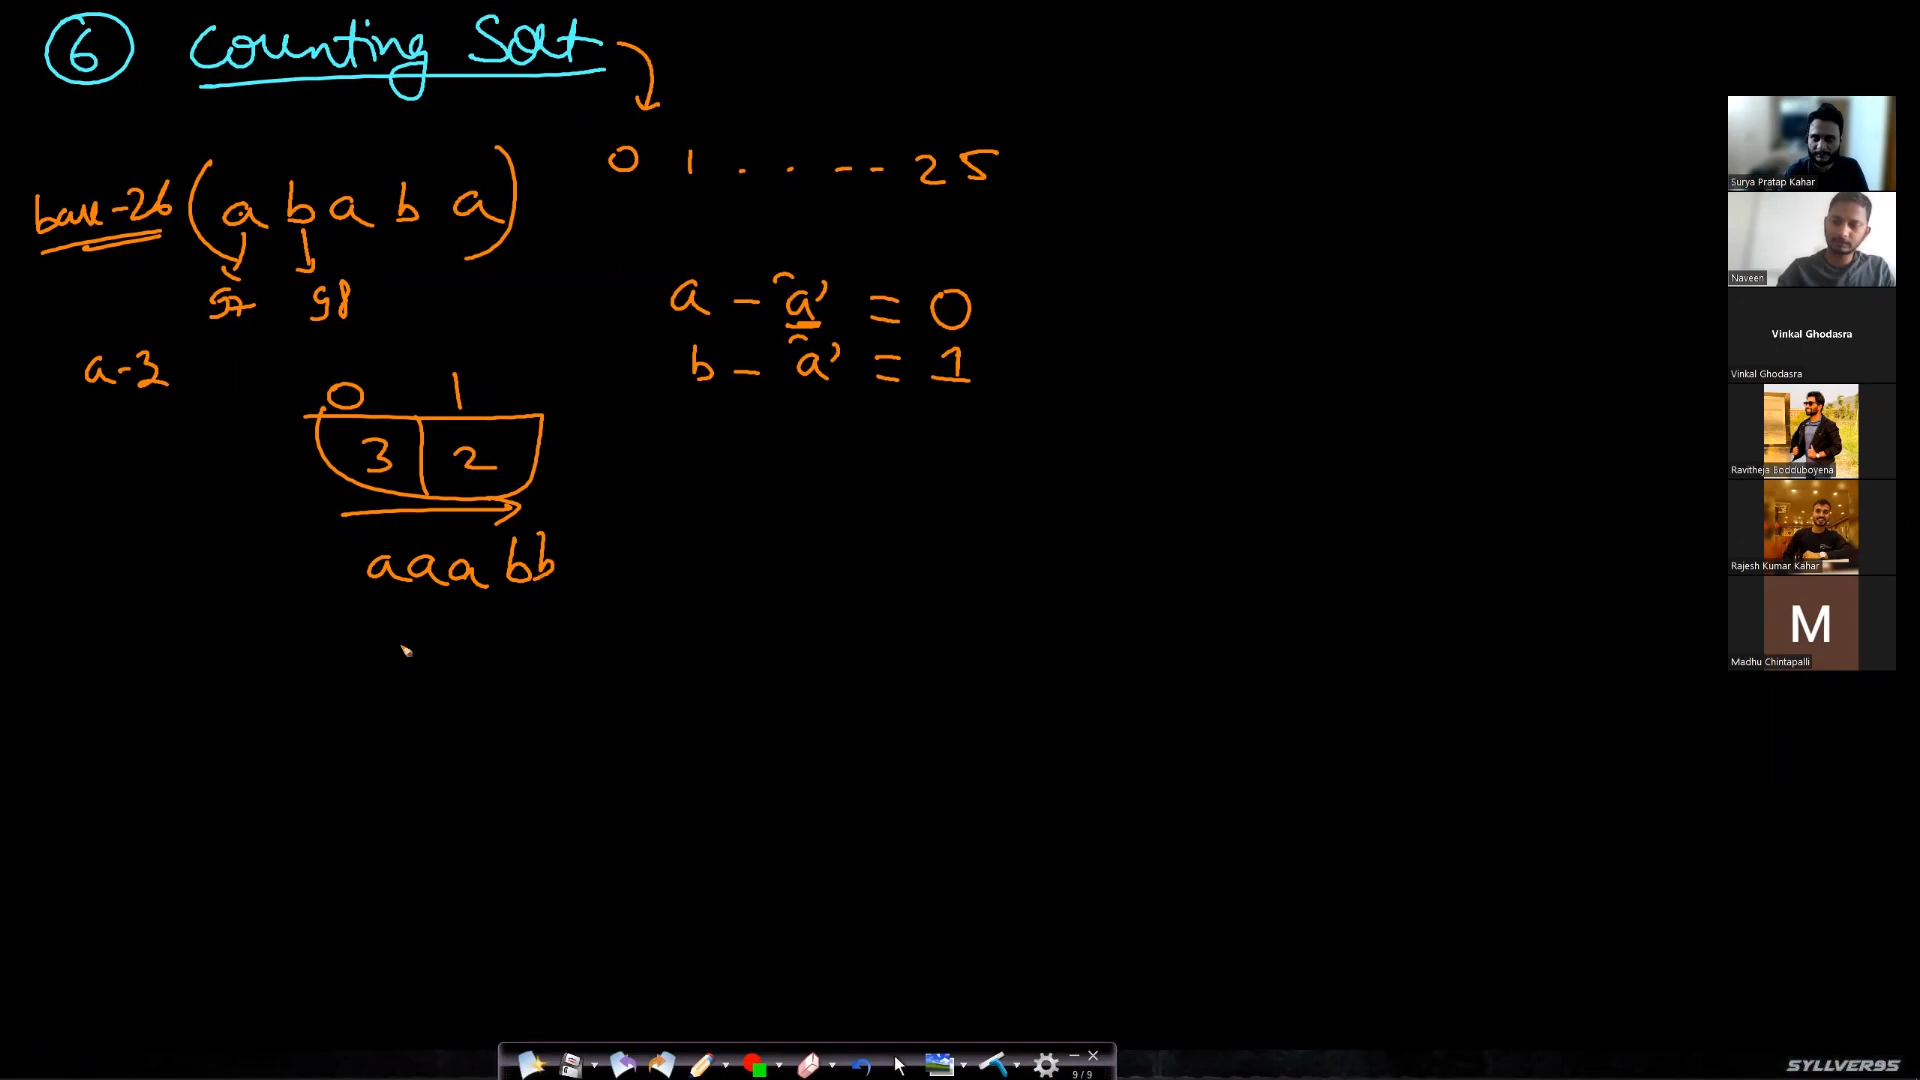 6 Counting Sort
0 1 . . -- 25
base-26 (a b a b a)
97 98
a - 'a' = 0
b - 'a' = 1
a-3
0 1
3 2
aaabb
Surya Pratap Kahar
Naveen
Vinkal Ghodasra
Vinkal Ghodasra
Ravitheja Bodduboyena
Rajesh Kumar Kahar
M
Madhu Chintapalli
9/9
SYLLVER95